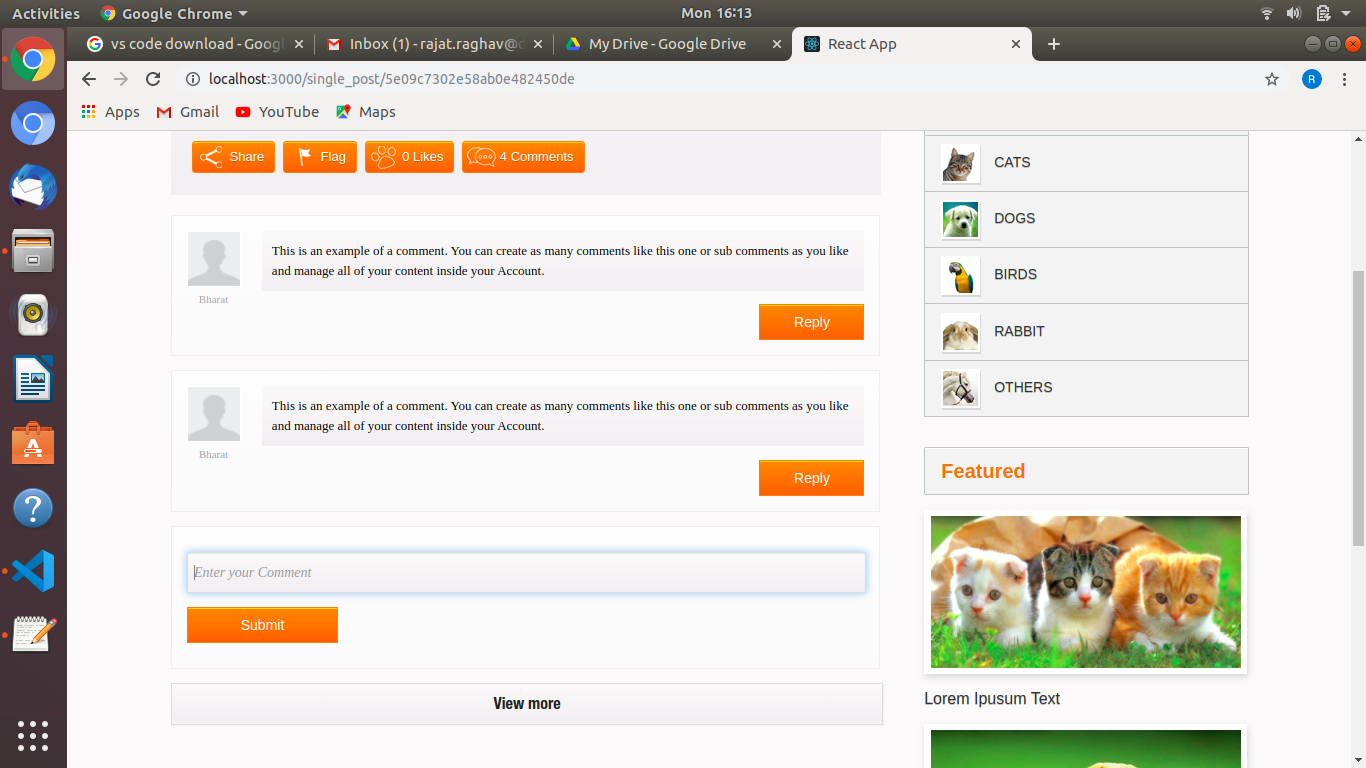 Activities
Google Chrome
Mon 16:13
vs code download - Goog
Inbox (1) - rajat.raghav@
My Drive - Google Drive
React App
localhost:3000/single_post/5e09c7302e58ab0e482450de
R
Apps
Gmail
YouTube
Maps
Share
Flag
0 Likes
4 Comments
Bharat
This is an example of a comment. You can create as many comments like this one or sub comments as you like
and manage all of your content inside your Account.
Reply
Bharat
This is an example of a comment. You can create as many comments like this one or sub comments as you like
and manage all of your content inside your Account.
Reply
Enter your Comment
Submit
View more
CATS
DOGS
BIRDS
RABBIT
OTHERS
Featured
Lorem Ipusum Text